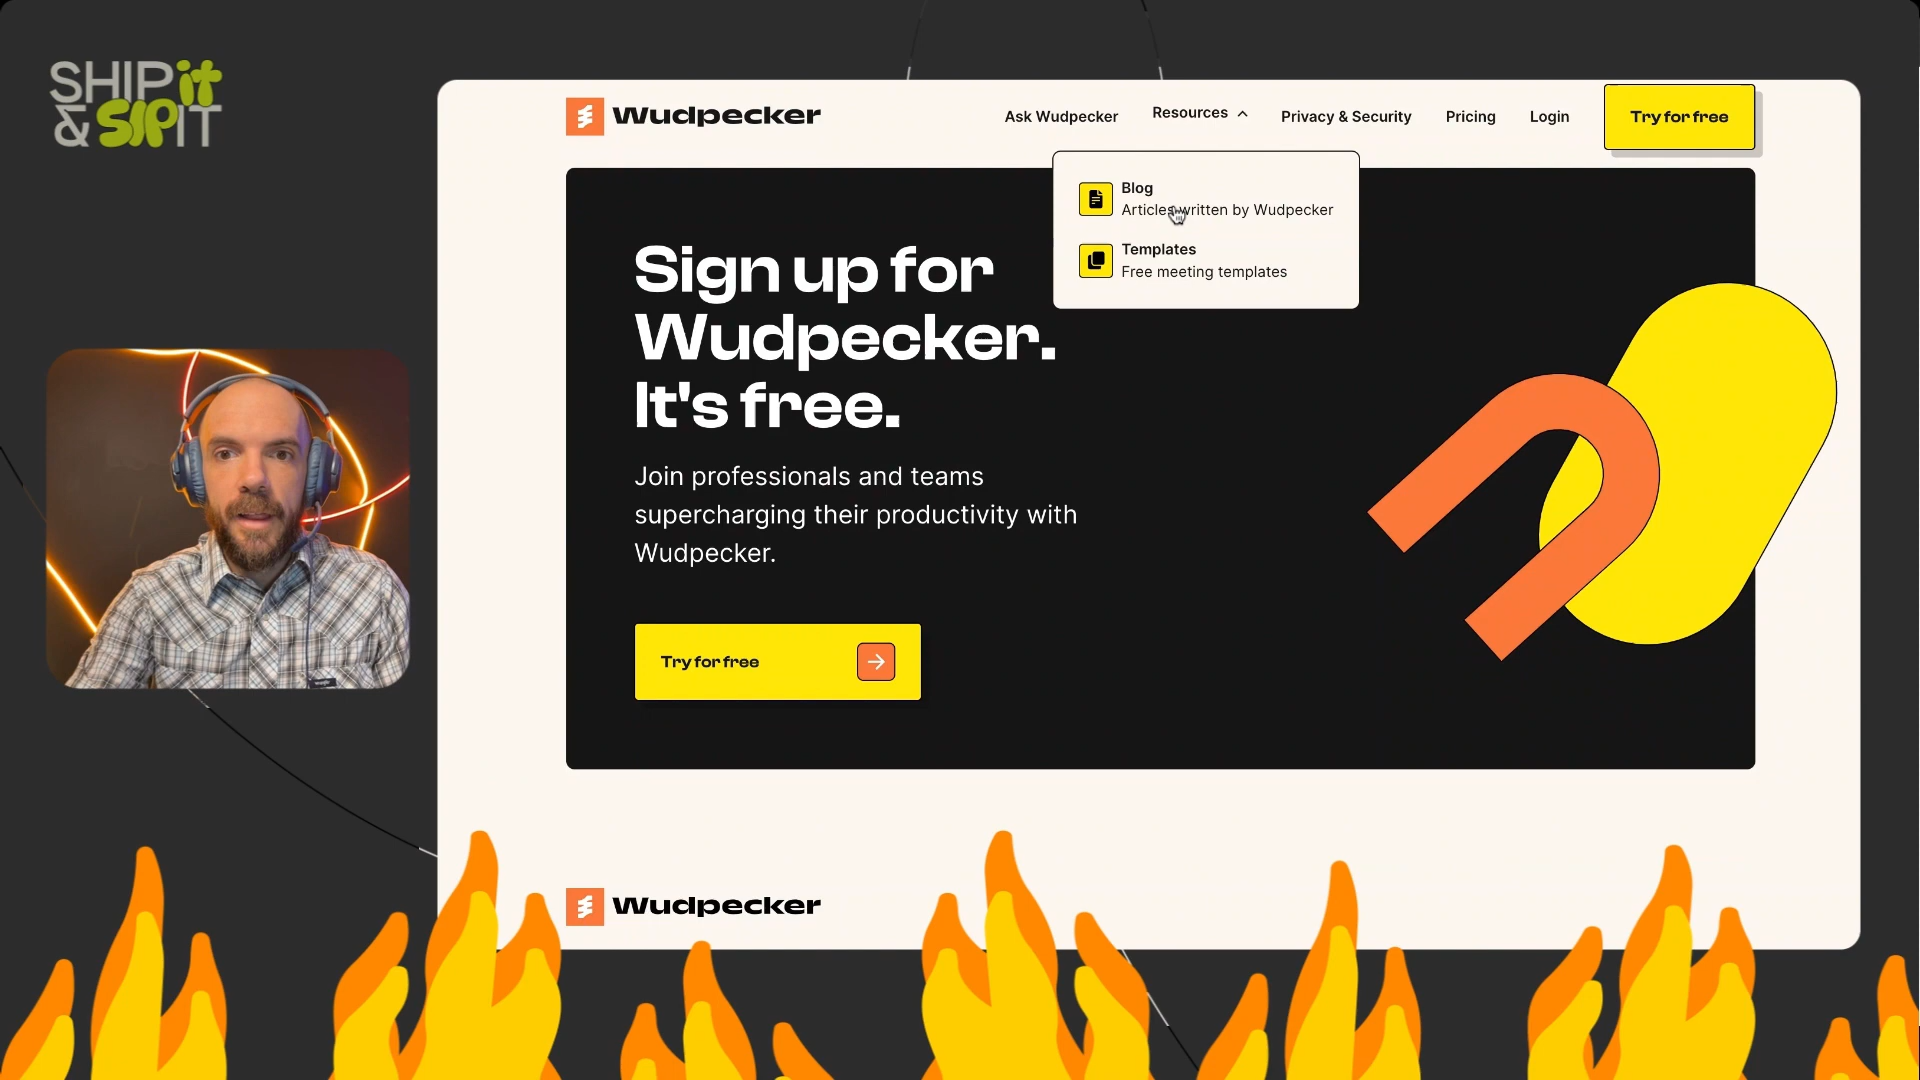 SHIP it
& SIP IT
Wudpecker
Ask Wudpecker
Resources
Privacy & Security
Pricing
Login
Try for free
Blog
Articles written by Wudpecker
Templates
Free meeting templates
Sign up for
Wudpecker.
It's free.
Join professionals and teams
supercharging their productivity with
Wudpecker.
Try for free
Wudpecker